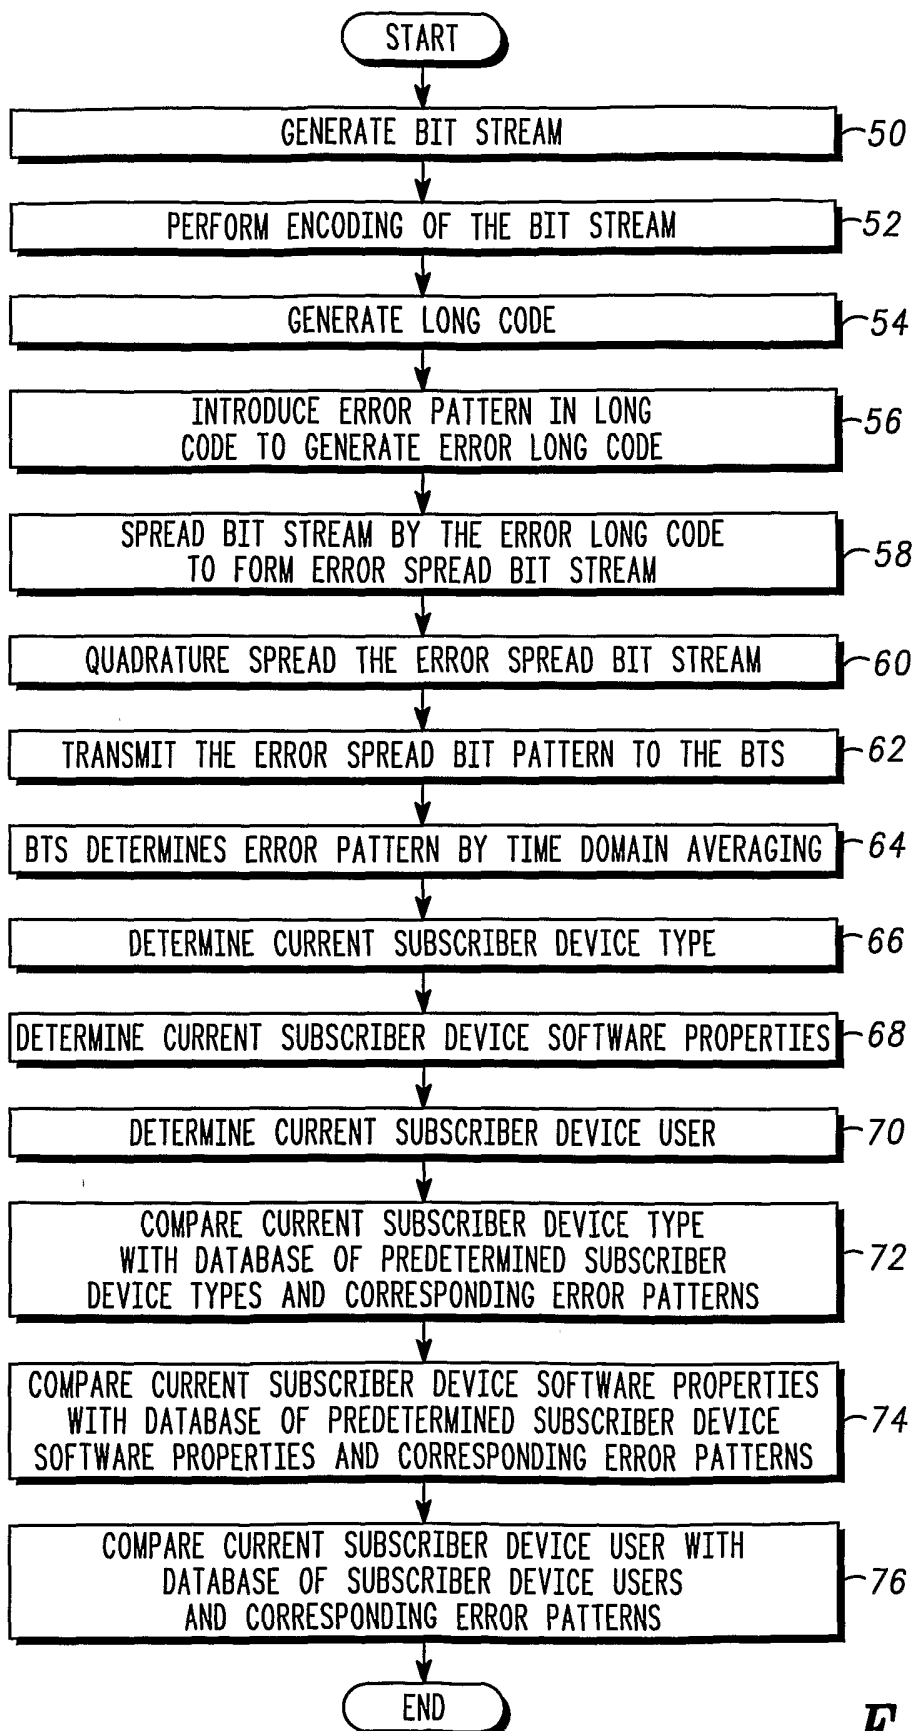 START
GENERATE BIT STREAM
50
PERFORM ENCODING OF THE BIT STREAM
52
GENERATE LONG CODE
54
INTRODUCE ERROR PATTERN IN LONG
CODE TO GENERATE ERROR LONG CODE
56
SPREAD BIT STREAM BY THE ERROR LONG CODE
TO FORM ERROR SPREAD BIT STREAM
58
QUADRATURE SPREAD THE ERROR SPREAD BIT STREAM
60
TRANSMIT THE ERROR SPREAD BIT PATTERN TO THE BTS
62
BTS DETERMINES ERROR PATTERN BY TIME DOMAIN AVERAGING
64
DETERMINE CURRENT SUBSCRIBER DEVICE TYPE
66
DETERMINE CURRENT SUBSCRIBER DEVICE SOFTWARE PROPERTIES
68
DETERMINE CURRENT SUBSCRIBER DEVICE USER
70
COMPARE CURRENT SUBSCRIBER DEVICE TYPE
WITH DATABASE OF PREDETERMINED SUBSCRIBER
DEVICE TYPES AND CORRESPONDING ERROR PATTERNS
72
COMPARE CURRENT SUBSCRIBER DEVICE SOFTWARE PROPERTIES
WITH DATABASE OF PREDETERMINED SUBSCRIBER DEVICE
SOFTWARE PROPERTIES AND CORRESPONDING ERROR PATTERNS
74
COMPARE CURRENT SUBSCRIBER DEVICE USER WITH
DATABASE OF SUBSCRIBER DEVICE USERS
AND CORRESPONDING ERROR PATTERNS
76
END